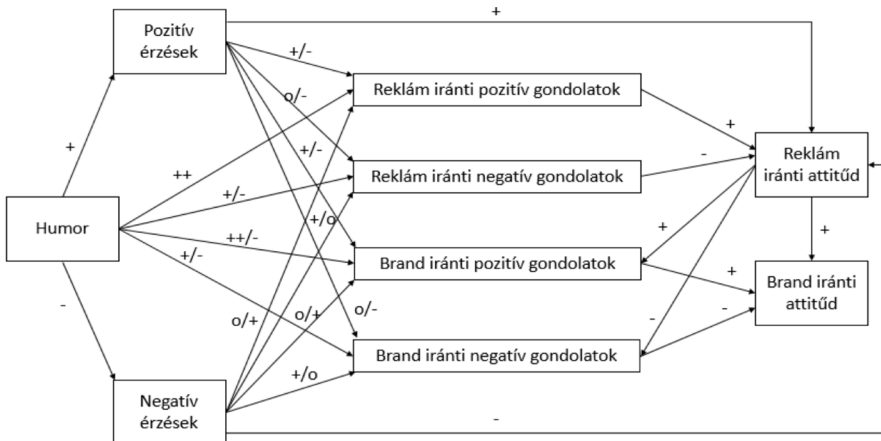 Pozitív
érzések
+
+/-
o/-
Reklám iránti pozitív gondolatok
+
+
+/-
++
Reklám iránti negatív gondolatok
-
Reklám
iránti attitűd
+/-
+/o
Humor
++/-
+
+
+/-
Brand iránti pozitív gondolatok
+
Brand iránti
attitűd
-
o/+
o/+
o/-
-
-
Brand iránti negatív gondolatok
+/o
Negatív
érzések
-